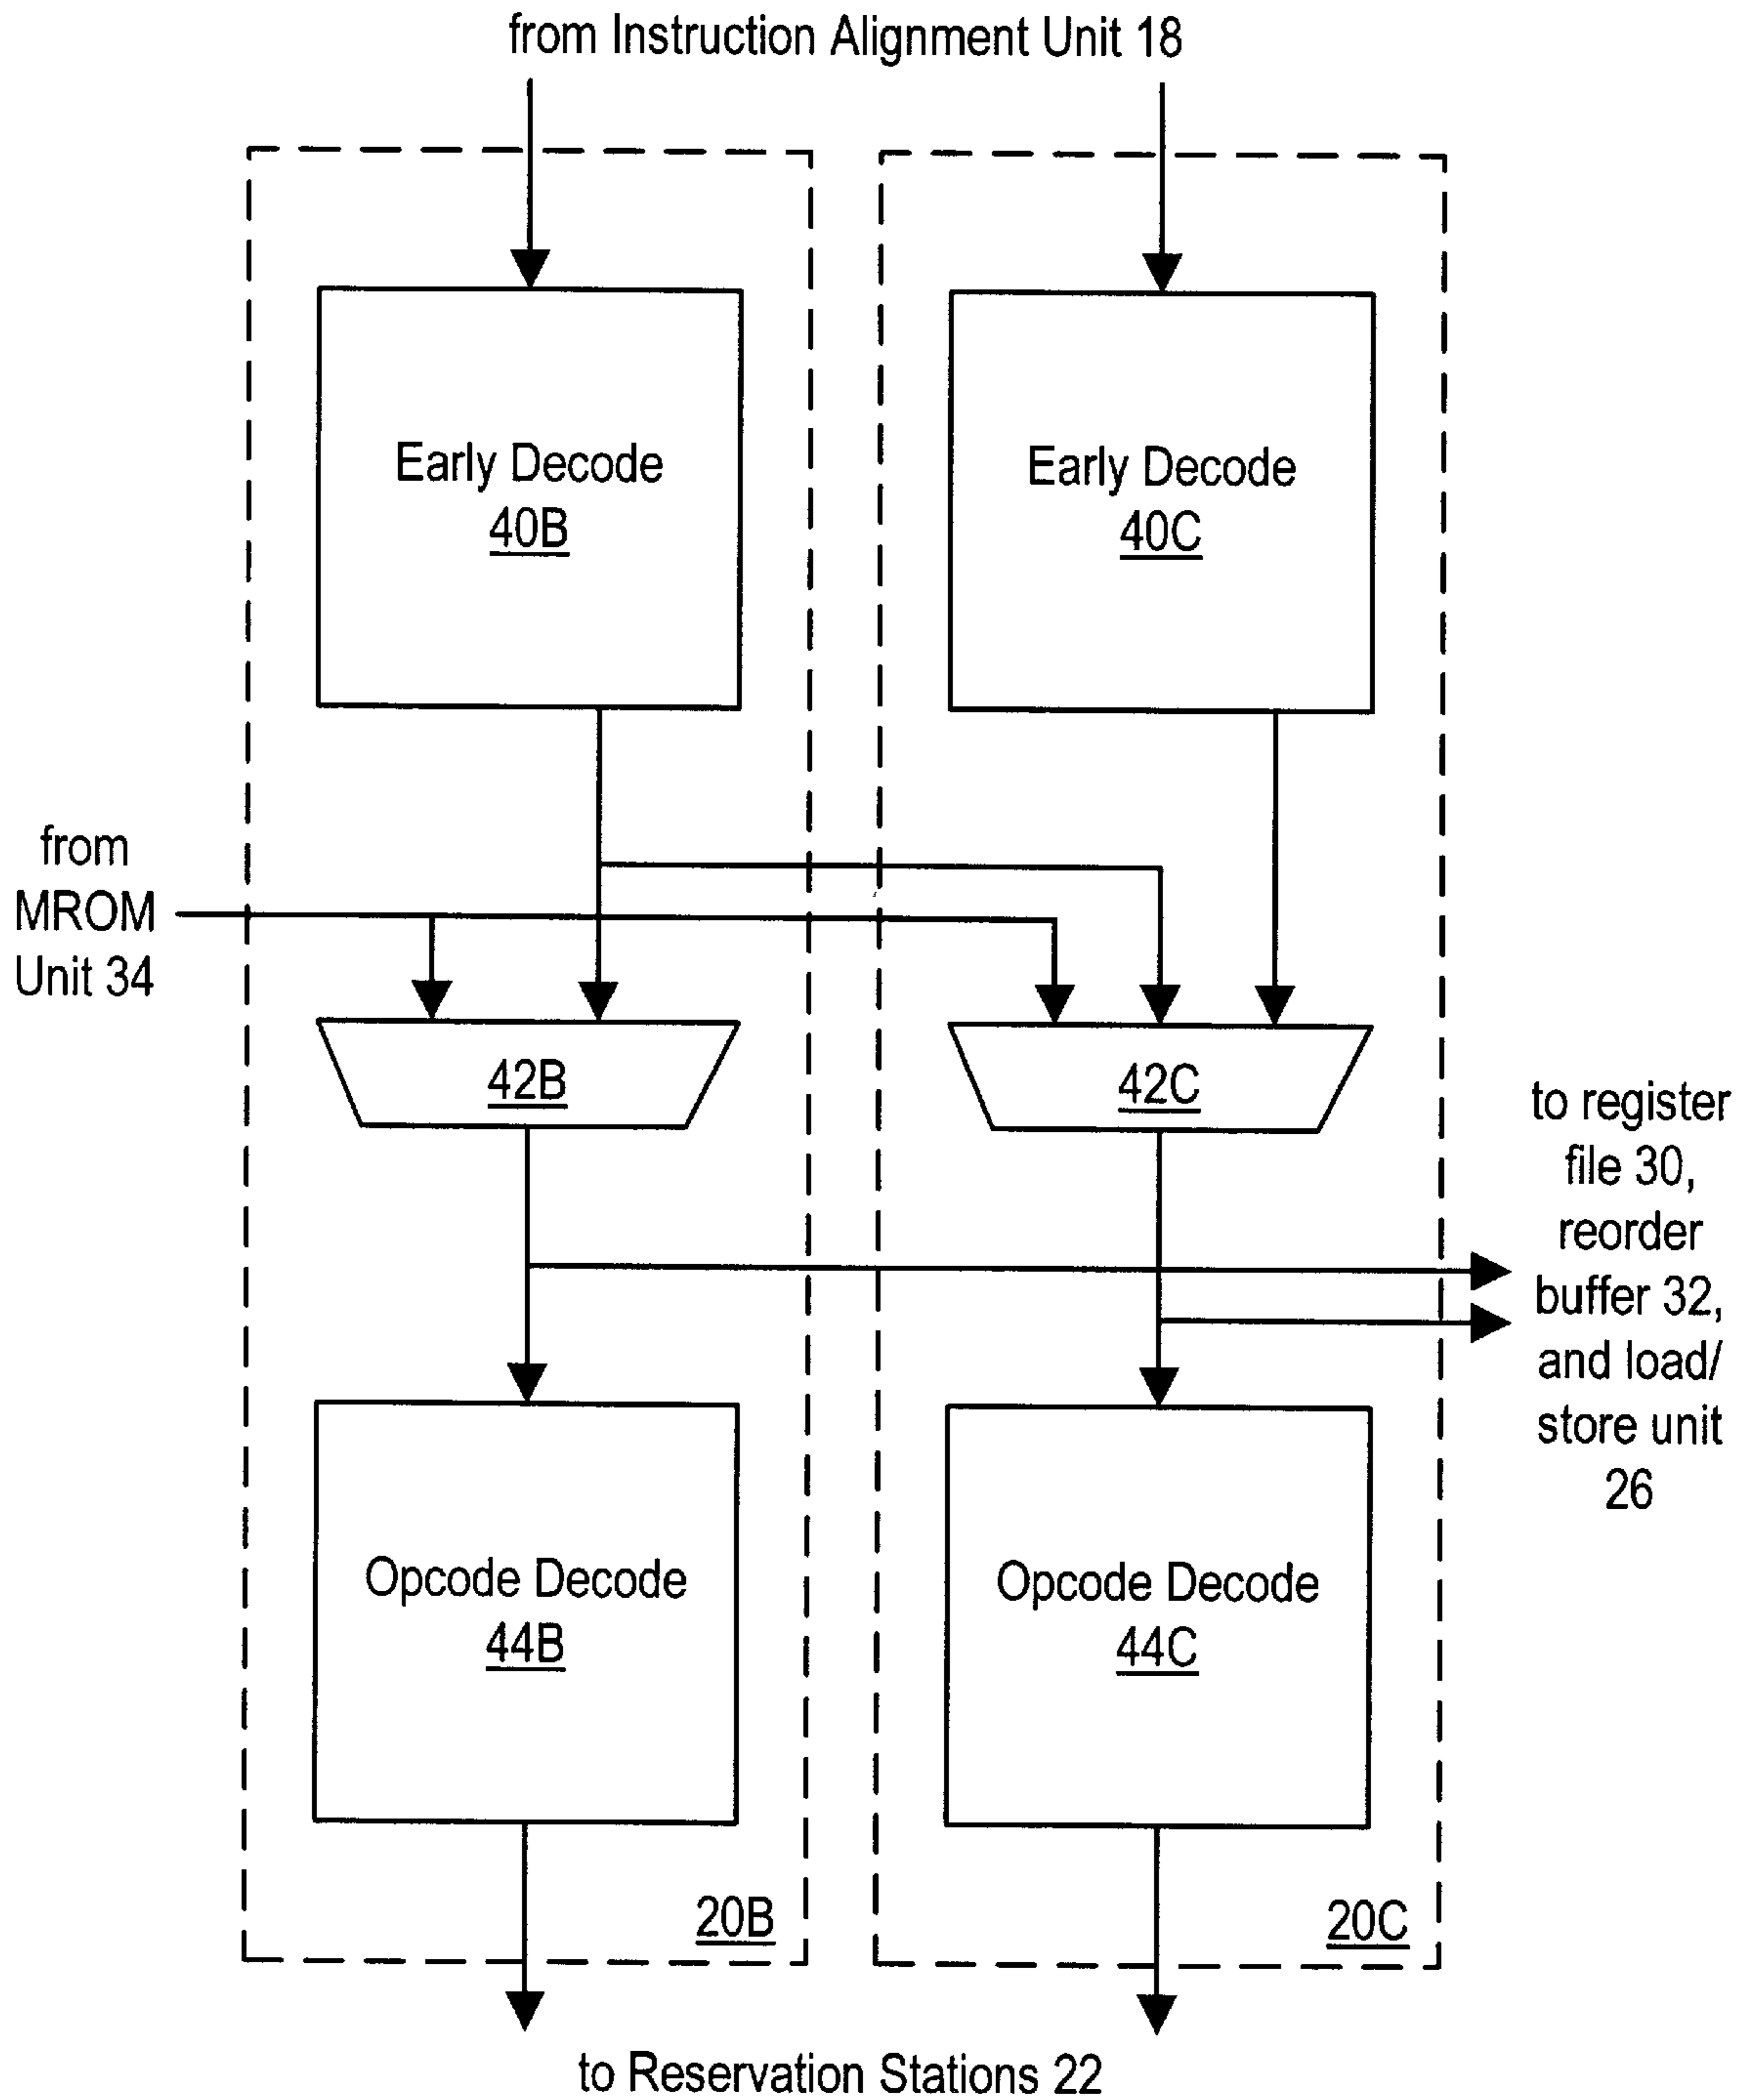 from Instruction Alignment Unit 18
Early Decode
40B
Early Decode
40C
from
MROM
Unit 34
42B
42C
to register
file 30,
reorder
buffer 32,
and load/
store unit
26
Opcode Decode
44B
Opcode Decode
44C
20B
20C
to Reservation Stations 22